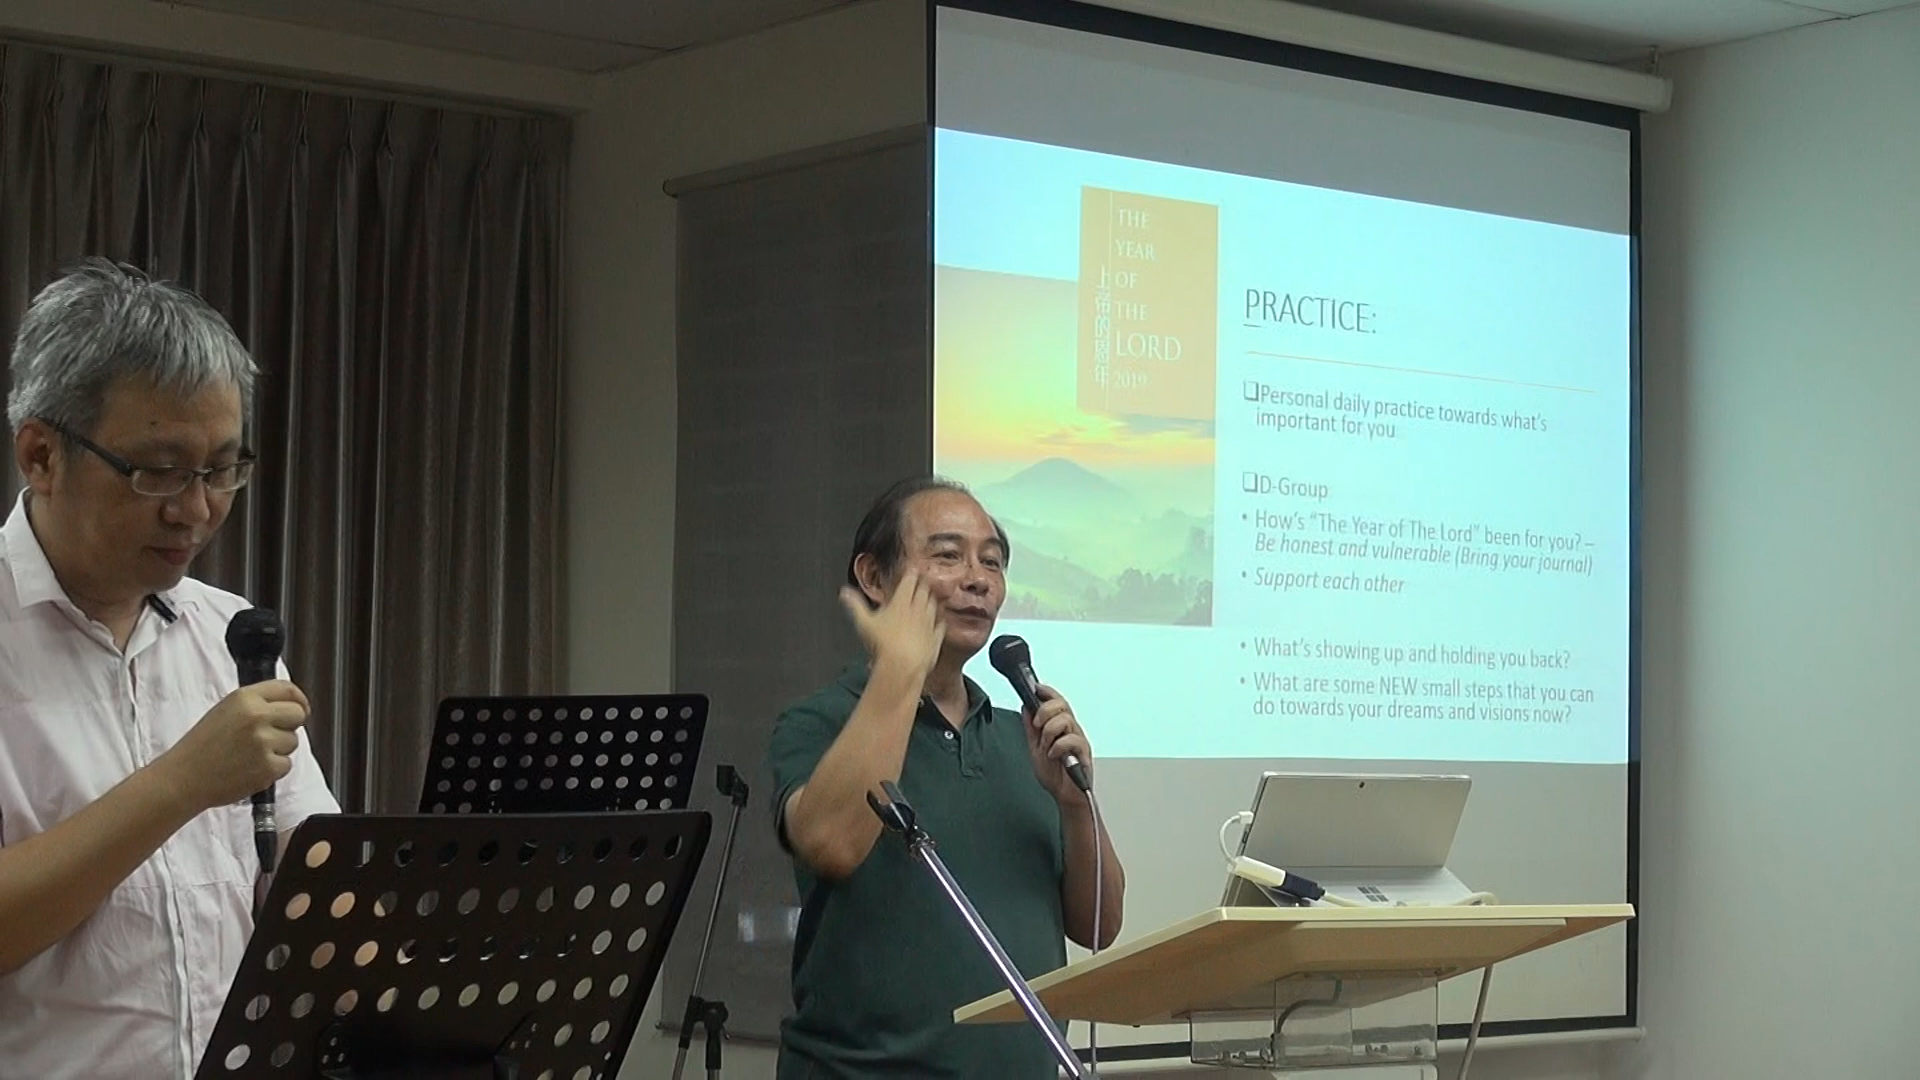 THE
YEAR
OF
THE
LORD
2019
上帝的恩年
PRACTICE:
❑Personal daily practice towards what's
important for you
❑D-Group
• How's "The Year of The Lord" been for you? –
Be honest and vulnerable (Bring your journal)
• Support each other
• What's showing up and holding you back?
• What are some NEW small steps that you can
do towards your dreams and visions now?